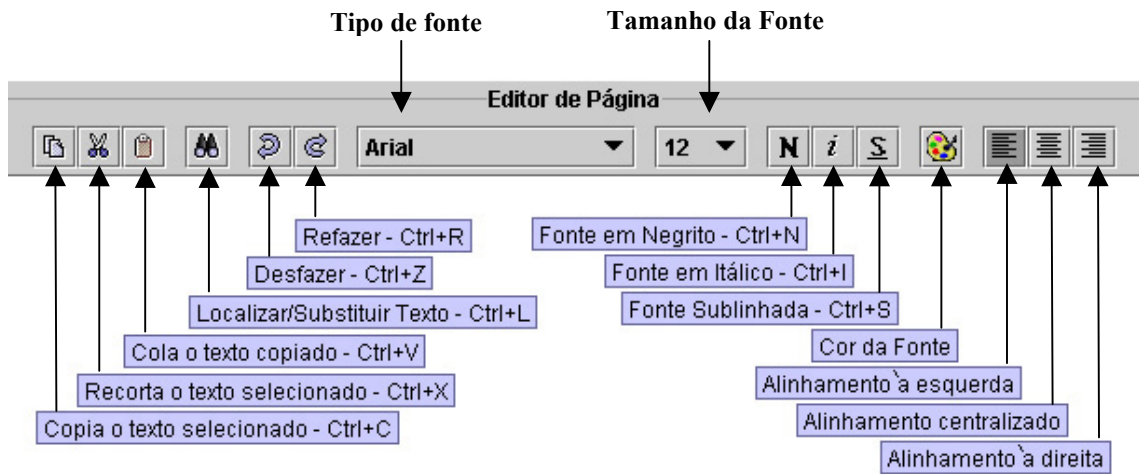 Tipo de fonte Tamanho da Fonte
Editor de Página
Arial 12 N i S
Refazer - Ctrl+R Fonte em Negrito - Ctrl+N
Desfazer - Ctrl+Z Fonte em Itálico - Ctrl+I
Localizar/Substituir Texto - Ctrl+L Fonte Sublinhada - Ctrl+S
Cola o texto copiado - Ctrl+V Cor da Fonte
Recorta o texto selecionado - Ctrl+X Alinhamento`a esquerda
Copia o texto selecionado - Ctrl+C Alinhamento centralizado
Alinhamento`a direita